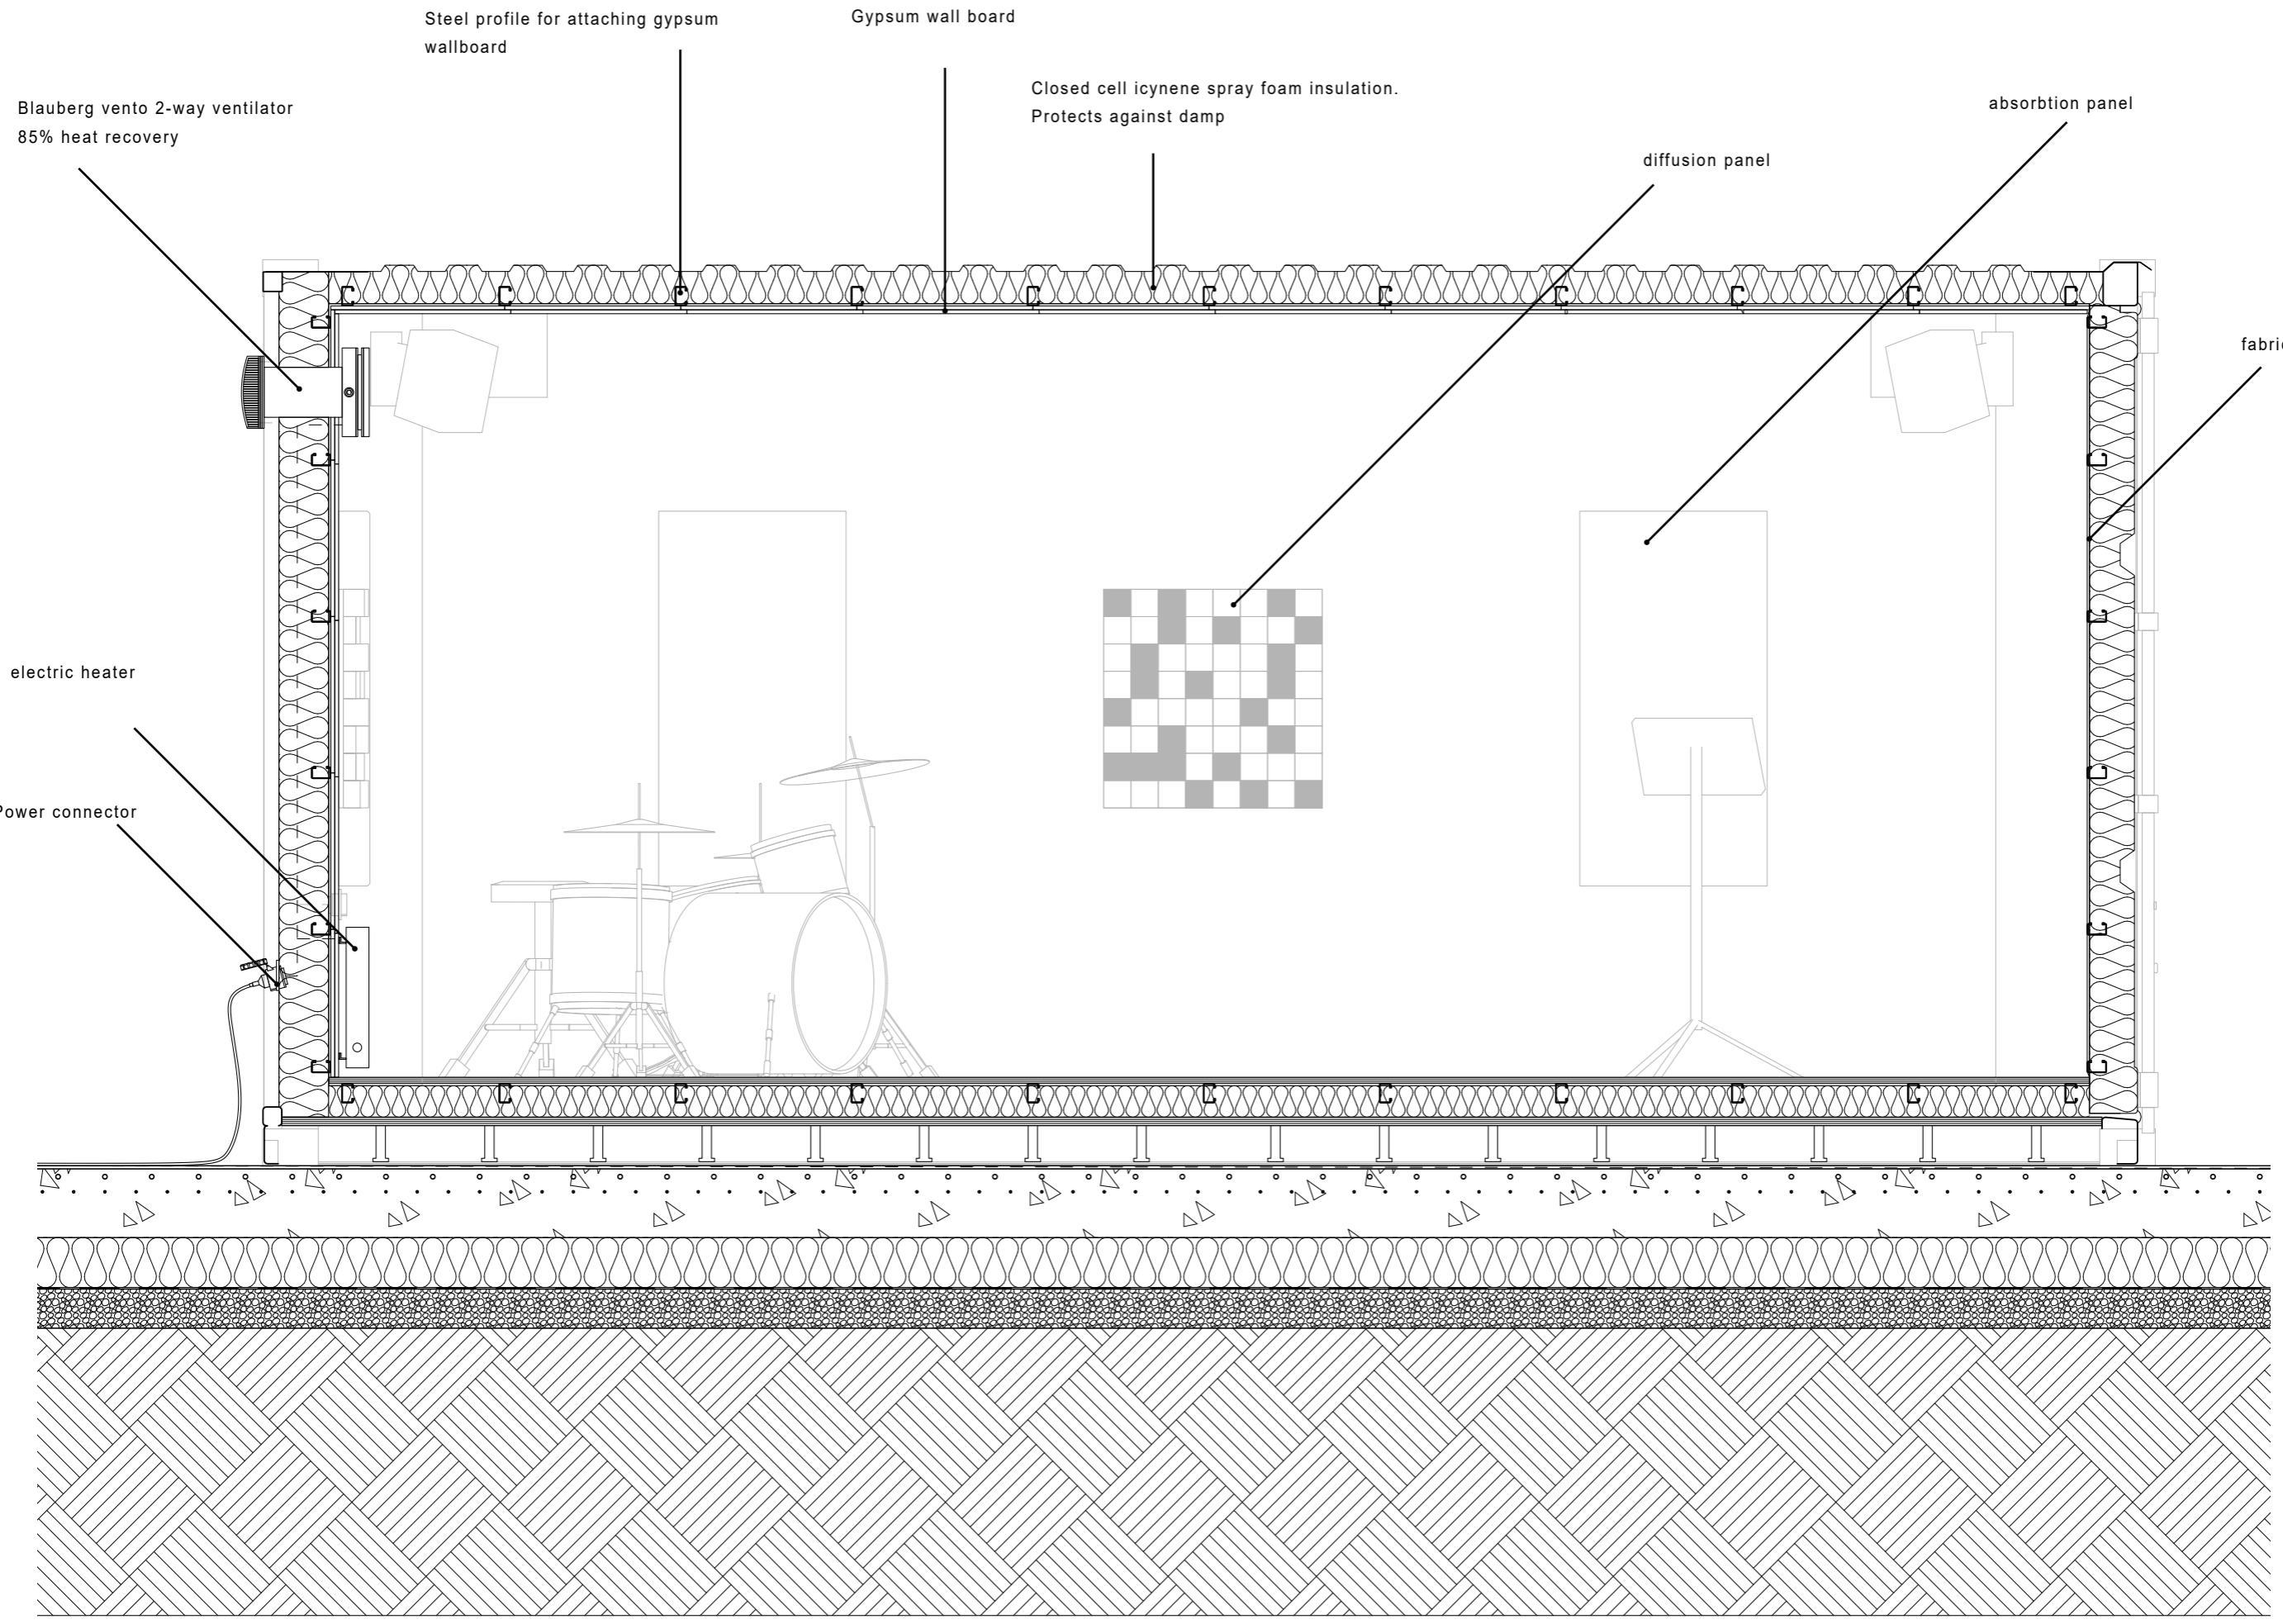 Steel profile for attaching gypsum
wallboard
Gypsum wall board
Closed cell icynene spray foam insulation.
Protects against damp
Blauberg vento 2-way ventilator
85% heat recovery
absorbtion panel
diffusion panel
electric heater
Power connector